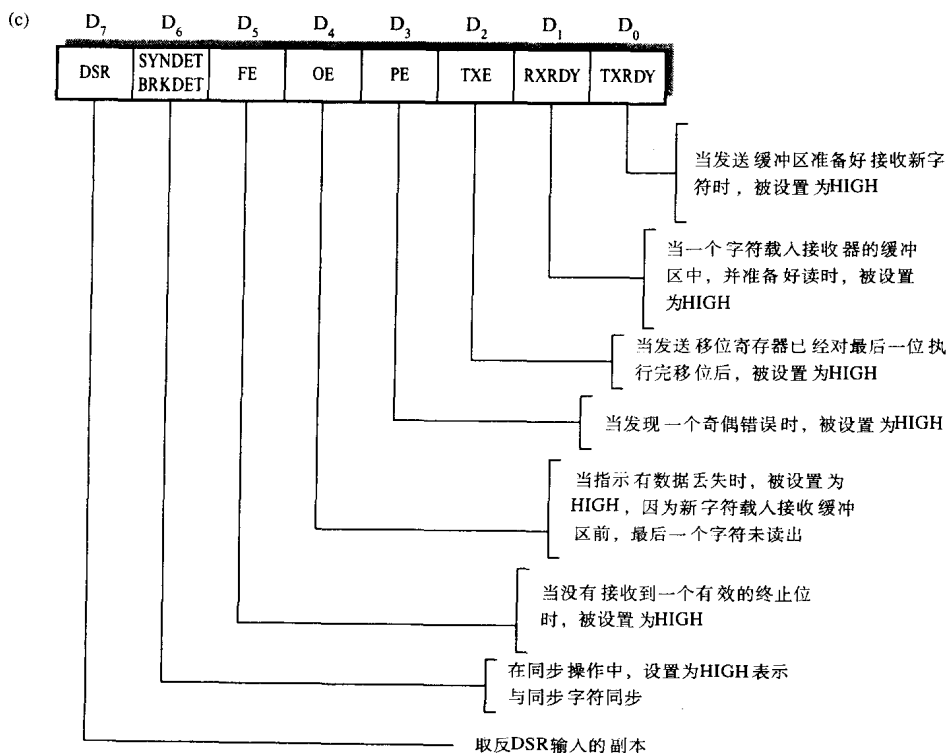 (c)
D7 D6 D5 D4 D3 D2 D1 D0
DSR SYNDET BRKDET FE OE PE TXE RXRDY TXRDY
当发送缓冲区准备好接收新字
符时，被设置为HIGH
当一个字符载入接收器的缓冲
区中，并准备好读时，被设置
为HIGH
当发送移位寄存器已经对最后一位执
行完移位后，被设置为HIGH
当发现一个奇偶错误时，被设置为HIGH
当指示有数据丢失时，被设置为
HIGH，因为新字符载入接收缓冲
区前，最后一个字符未读出
当没有接收到一个有效的终止位
时，被设置为HIGH
在同步操作中，设置为HIGH表示
与同步字符同步
取反DSR输入的副本